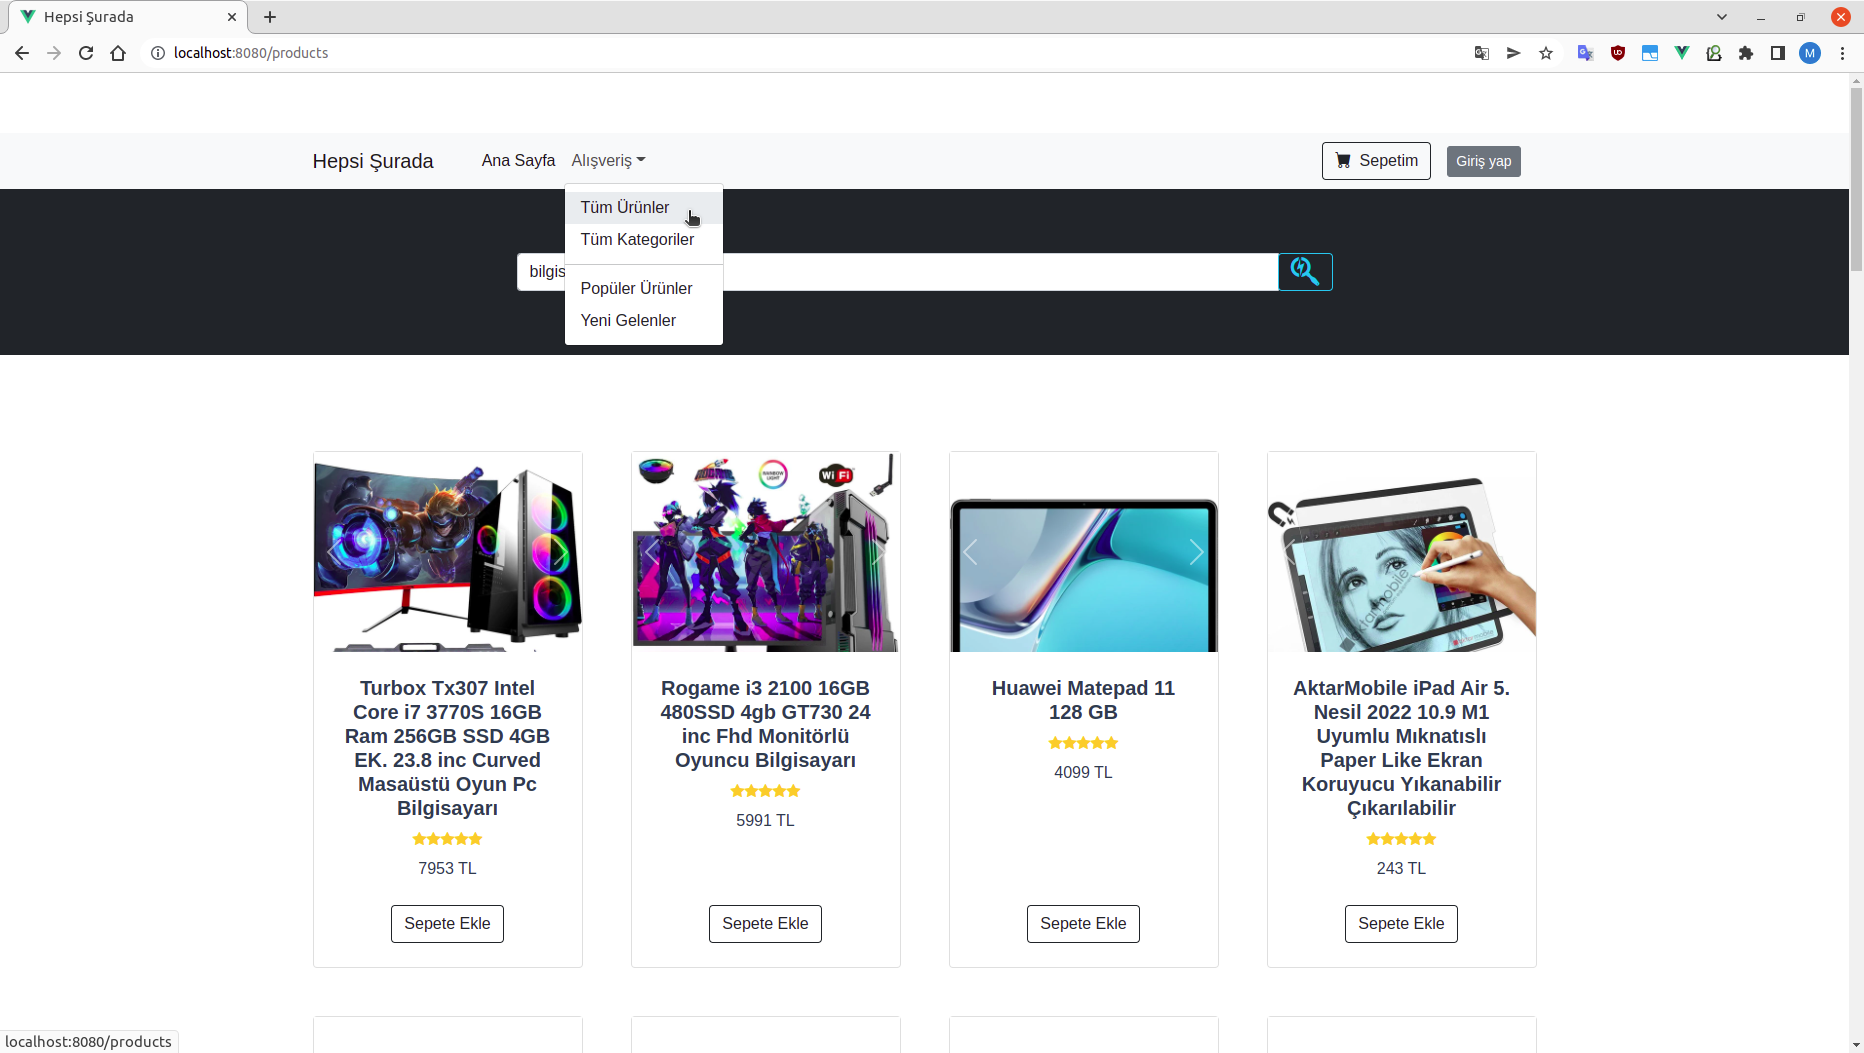 Hepsi Şurada
localhost:8080/products
M
Hepsi Şurada
Ana Sayfa
Alışveriş
Sepetim
Giriş yap
Tüm Ürünler
Tüm Kategoriler
Popüler Ürünler
Yeni Gelenler
bilgis
RAINBOW
LIGHT
WiFi
aktarmobile
aktarmobile
Turbox Tx307 Intel
Core i7 3770S 16GB
Ram 256GB SSD 4GB
EK. 23.8 inc Curved
Masaüstü Oyun Pc
Bilgisayarı
7953 TL
Sepete Ekle
Rogame i3 2100 16GB
480SSD 4gb GT730 24
inc Fhd Monitörlü
Oyuncu Bilgisayarı
5991 TL
Sepete Ekle
Huawei Matepad 11
128 GB
4099 TL
Sepete Ekle
AktarMobile iPad Air 5.
Nesil 2022 10.9 M1
Uyumlu Mıknatıslı
Paper Like Ekran
Koruyucu Yıkanabilir
Çıkarılabilir
243 TL
Sepete Ekle
localhost:8080/products